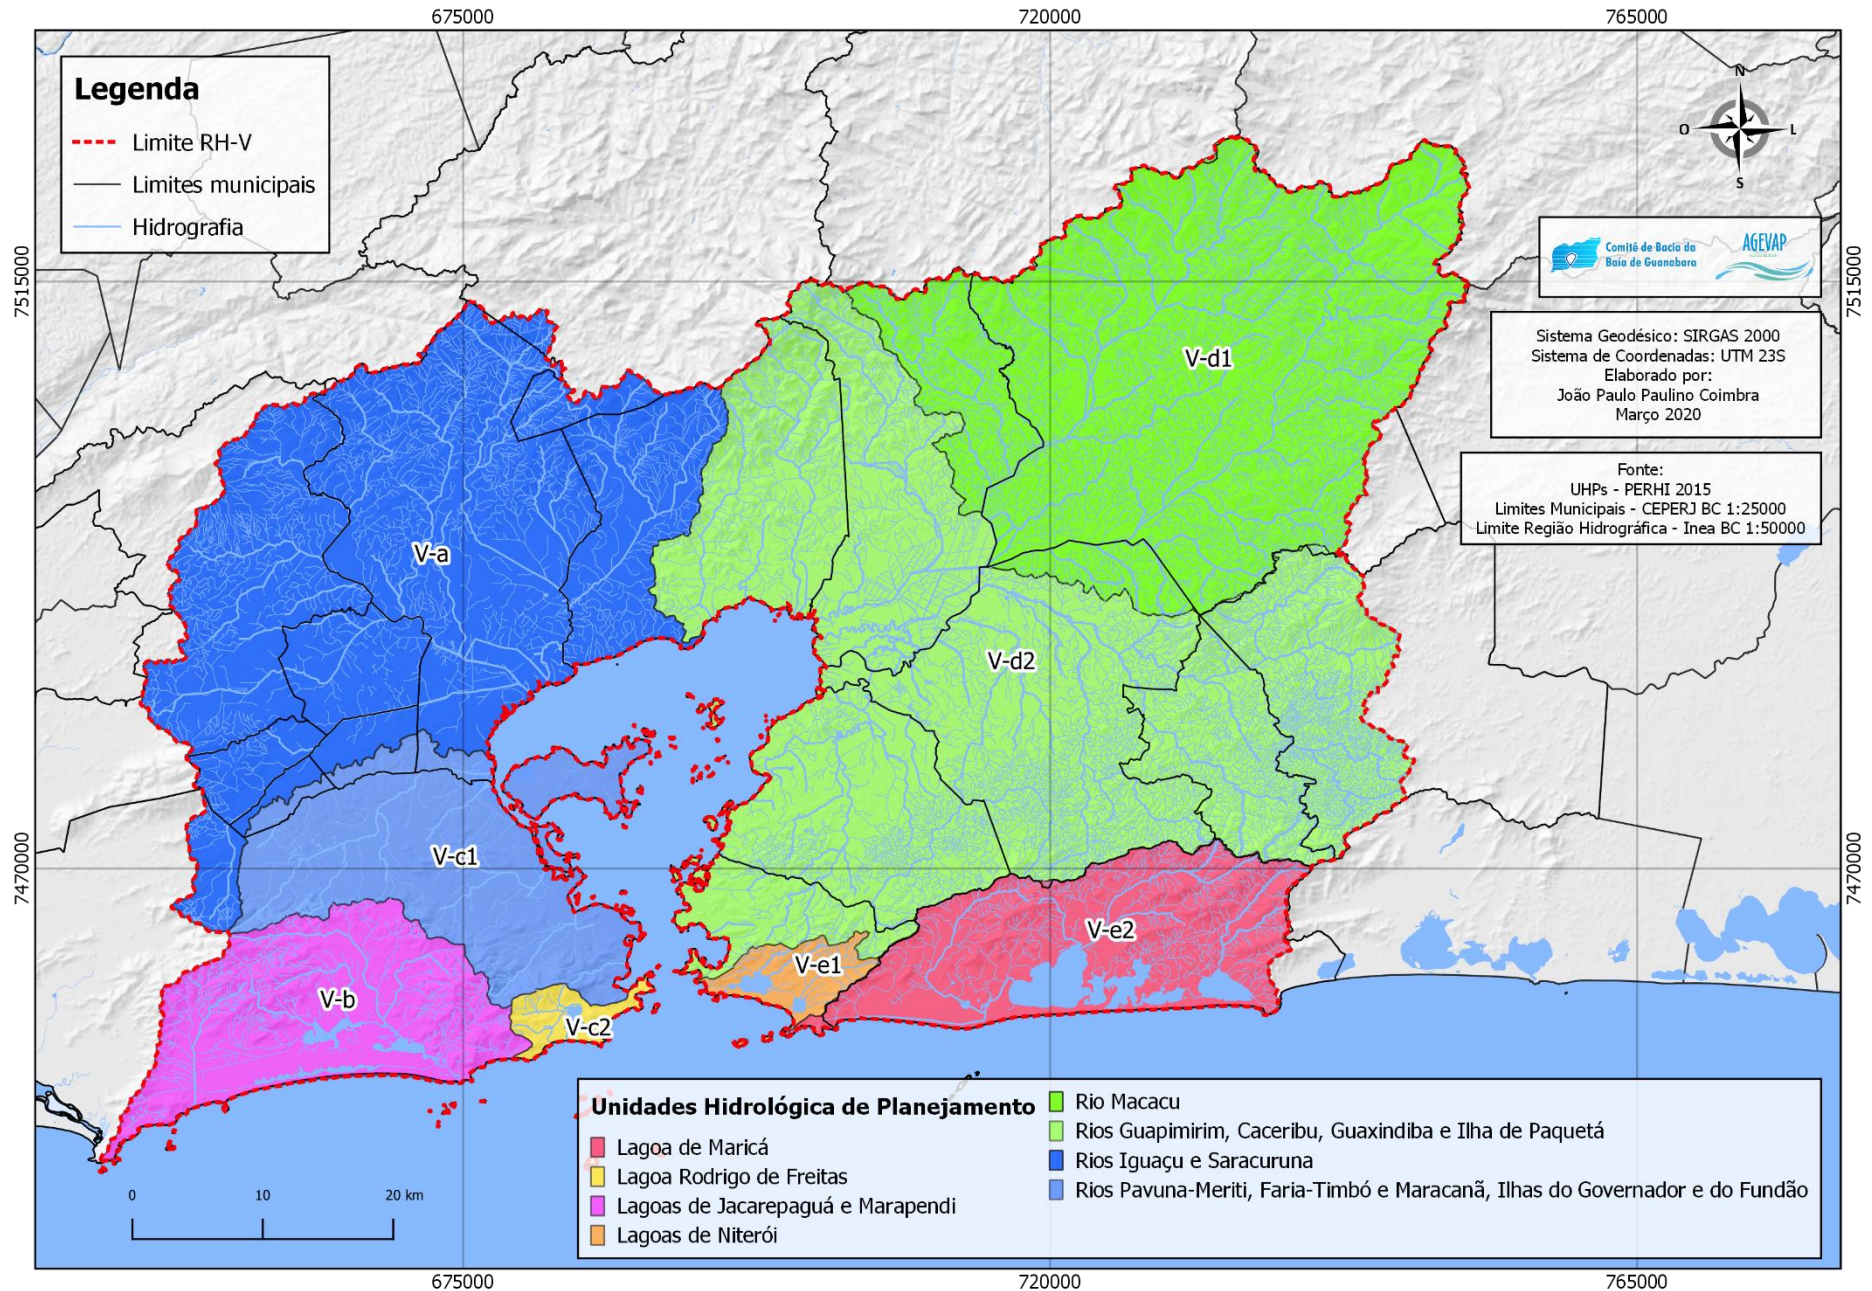 675000
720000
765000
Legenda
Limite RH-V
Limites municipais
Hidrografia
N
O
L
S
7515000
7515000
Comitê de Bacia da
Baía de Guanabara
AGEVAP
Sistema Geodésico: SIRGAS 2000
Sistema de Coordenadas: UTM 23S
Elaborado por:
João Paulo Paulino Coimbra
Março 2020
Fonte:
UHPs - PERHI 2015
Limites Municipais - CEPERJ BC 1:25000
Limite Região Hidrográfica - Inea BC 1:50000
V-d1
V-a
V-d2
V-c1
7470000
7470000
V-e2
V-e1
V-b
V-c2
Unidades Hidrológica de Planejamento
Lagoa de Maricá
Lagoa Rodrigo de Freitas
Lagoas de Jacarepaguá e Marapendi
Lagoas de Niterói
Rio Macacu
Rios Guapimirim, Caceribu, Guaxindiba e Ilha de Paquetá
Rios Iguaçu e Saracuruna
Rios Pavuna-Meriti, Faria-Timbó e Maracanã, Ilhas do Governador e do Fundão
0 10 20 km
675000
720000
765000